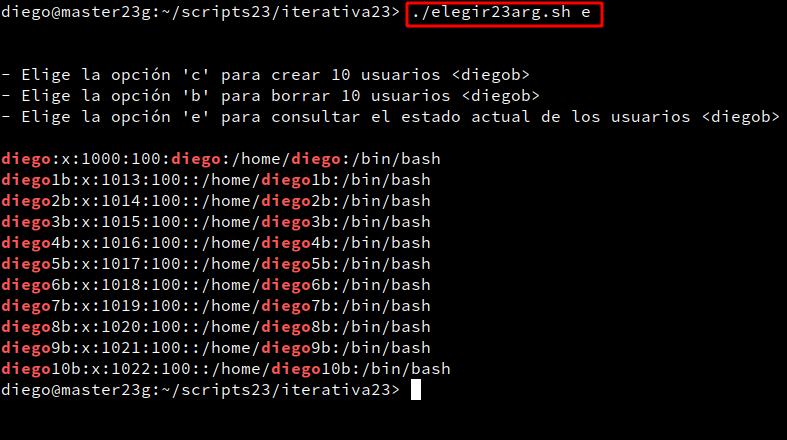 diego@master23g:~/scripts23/iterativa23> ./elegir23arg.sh e
- Elige la opción 'c' para crear 10 usuarios <diegob>
- Elige la opción 'b' para borrar 10 usuarios <diegob>
- Elige la opción 'e' para consultar el estado actual de los usuarios <diegob>
diego:x:1000:100:diego:/home/diego:/bin/bash
diego1b:x:1013:100::/home/diego1b:/bin/bash
diego2b:x:1014:100::/home/diego2b:/bin/bash
diego3b:x:1015:100::/home/diego3b:/bin/bash
diego4b:x:1016:100::/home/diego4b:/bin/bash
diego5b:x:1017:100::/home/diego5b:/bin/bash
diego6b:x:1018:100::/home/diego6b:/bin/bash
diego7b:x:1019:100::/home/diego7b:/bin/bash
diego8b:x:1020:100::/home/diego8b:/bin/bash
diego9b:x:1021:100::/home/diego9b:/bin/bash
diego10b:x:1022:100::/home/diego10b:/bin/bash
diego@master23g:~/scripts23/iterativa23>